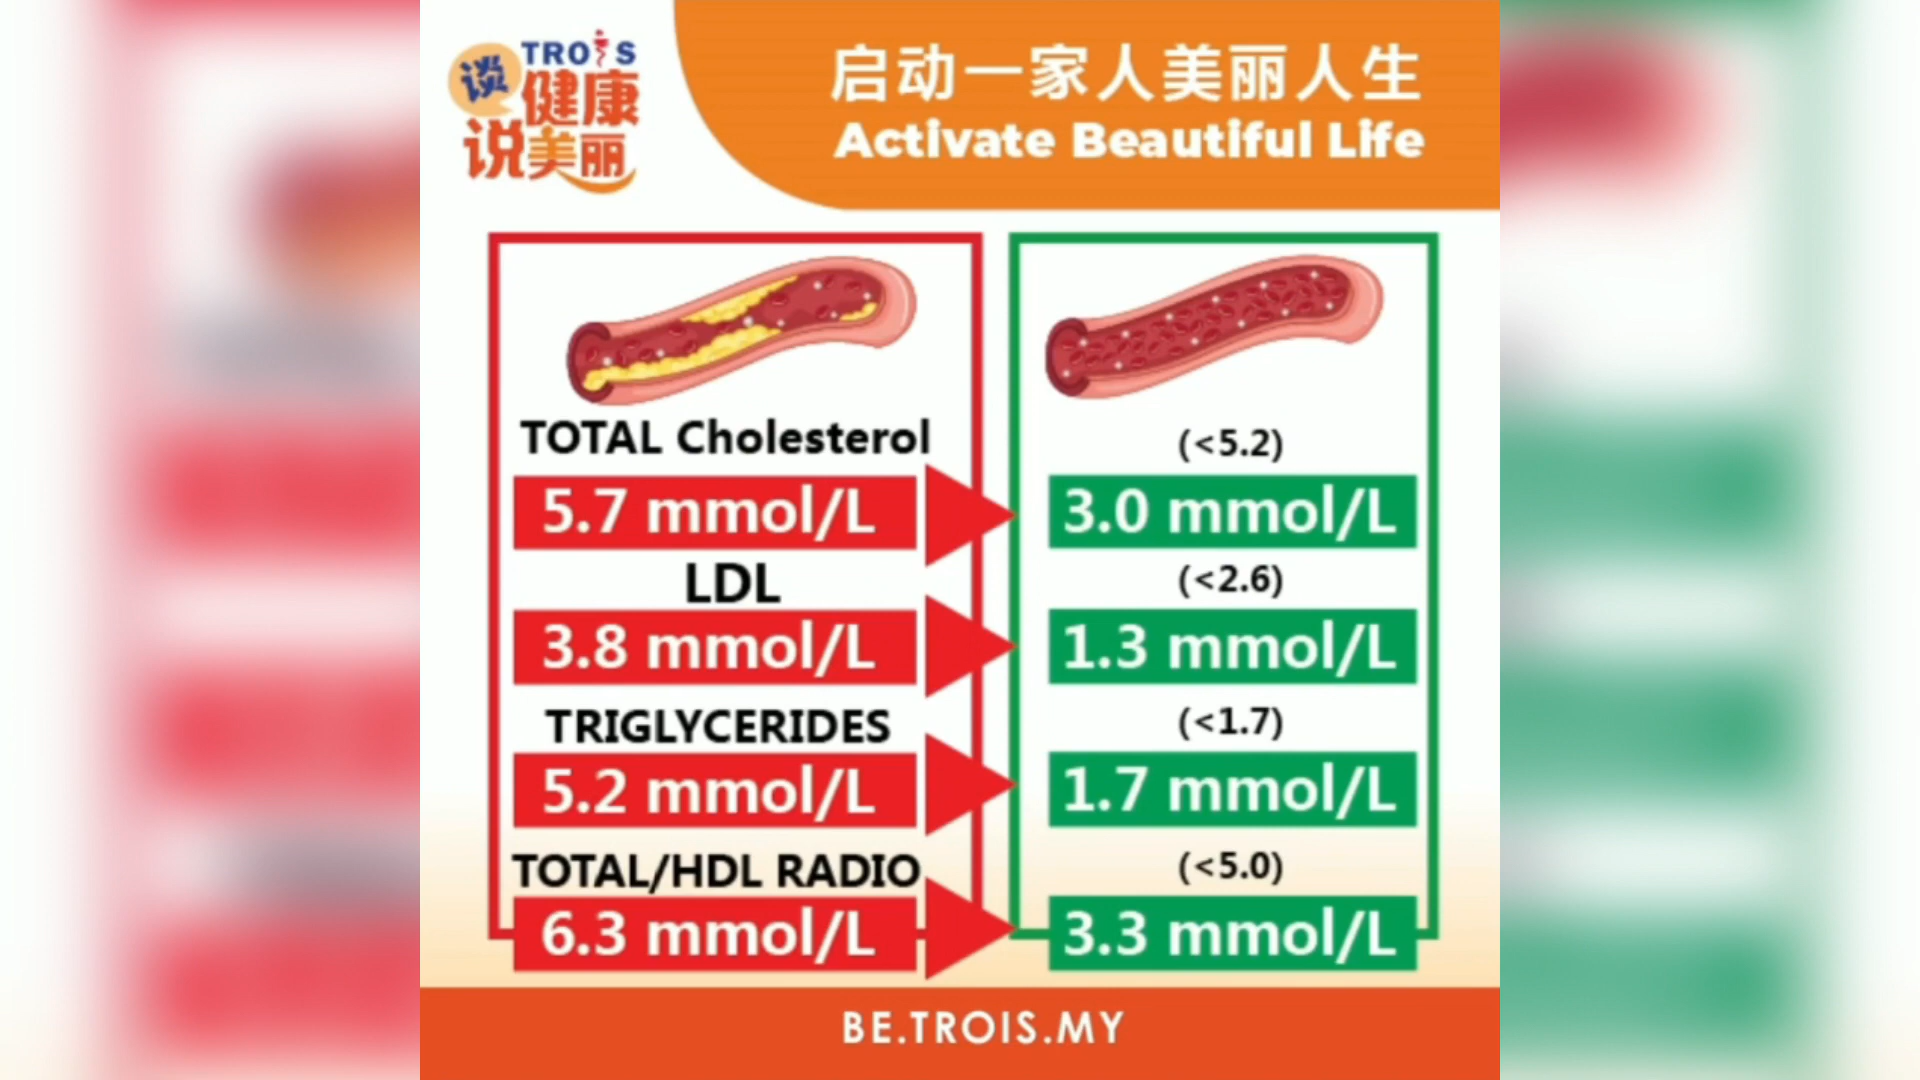 谈
TROIS
健康
说美丽
启动一家人美丽人生
Activate Beautiful Life
TOTAL Cholesterol
(<5.2)
5.7 mmol/L
3.0 mmol/L
LDL
(<2.6)
3.8 mmol/L
1.3 mmol/L
TRIGLYCERIDES
(<1.7)
5.2 mmol/L
1.7 mmol/L
TOTAL/HDL RADIO
(<5.0)
6.3 mmol/L
3.3 mmol/L
BE.TROIS.MY